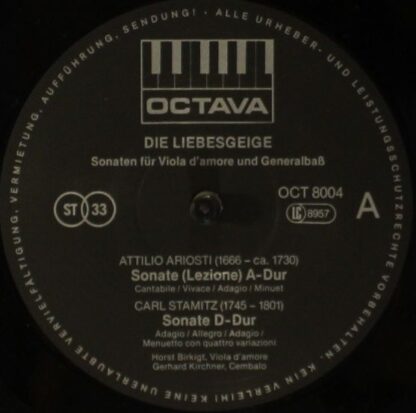 ALLE URHEBER- UND LEISTUNGSSCHUTZRECHTE VORBEHALTEN. KEIN VERLEIH! KEINE UNERLAUBTE VERVIELFÄLTIGUNG, VERMIETUNG, AUFFÜHRUNG, SENDUNG! ·
OCTAVA
DIE LIEBESGEIGE
Sonaten für Viola d'amore und Generalbaß
OCT 8004
ST 33
LC 8957
A
ATTILIO ARIOSTI (1666 – ca. 1730)
Sonate (Lezione) A-Dur
Cantabile / Vivace / Adagio / Minuet
CARL STAMITZ (1745 – 1801)
Sonate D-Dur
Adagio / Allegro / Adagio /
Menuetto con quattro variazioni
Horst Birkigt, Viola d'amore
Gerhard Kirchner, Cembalo